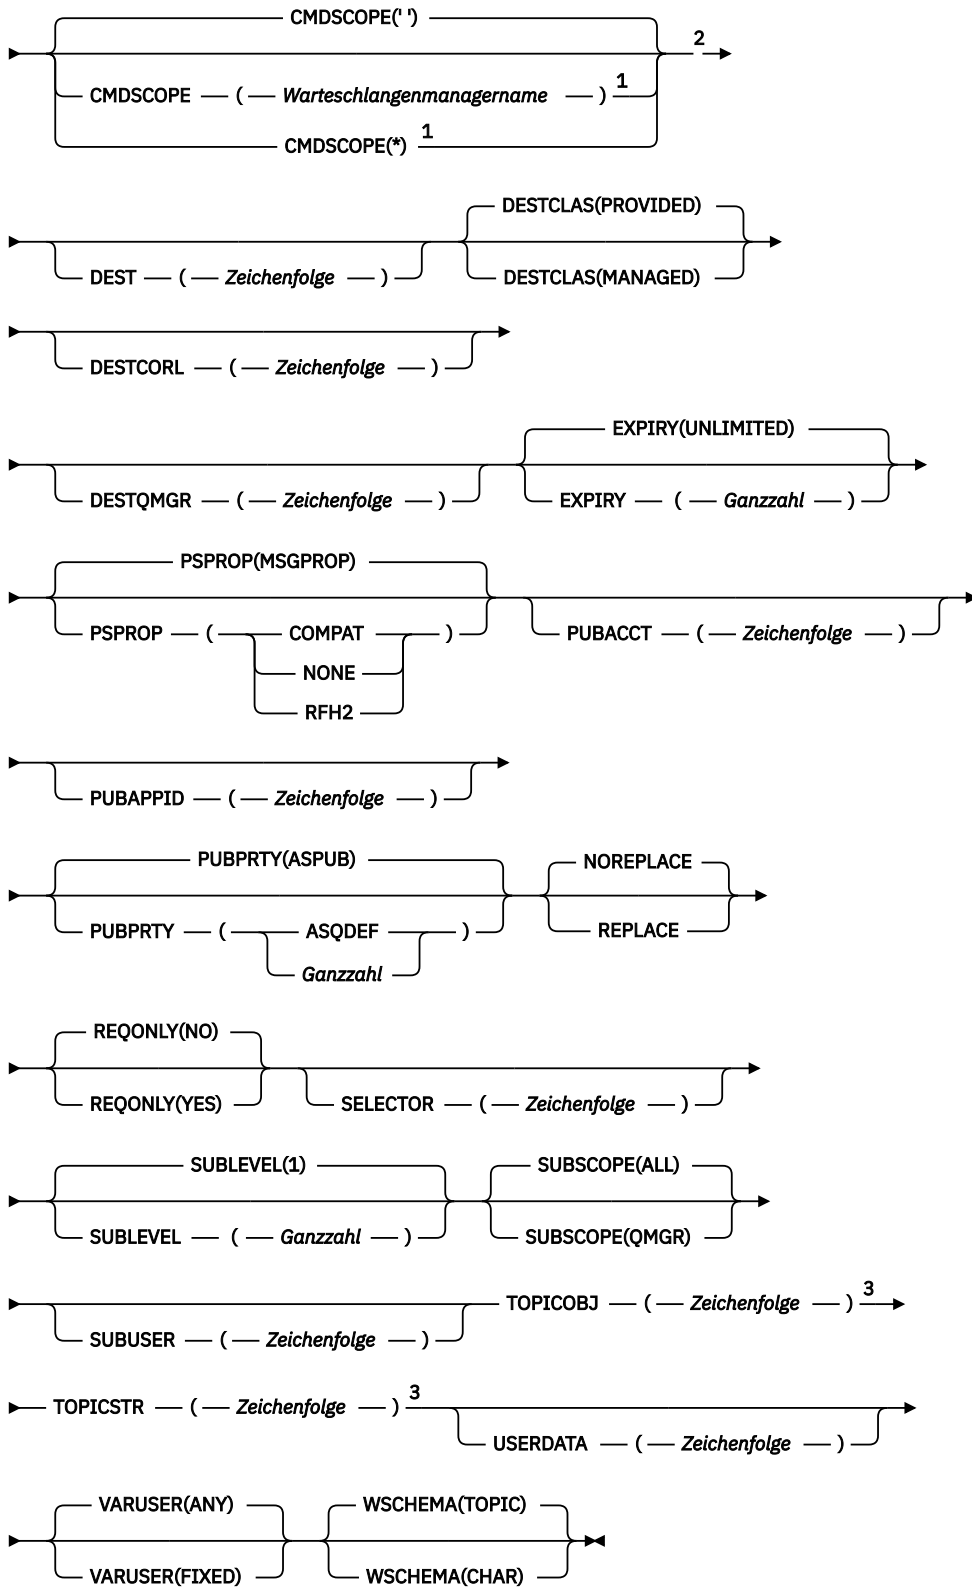 CMDSCOPE(' ')
2
CMDSCOPE ( Warteschlangenmanagername ) 1
CMDSCOPE(*) 1
DESTCLAS(PROVIDED)
DEST ( Zeichenfolge ) DESTCLAS(MANAGED)
DESTCORL ( Zeichenfolge )
EXPIRY(UNLIMITED)
DESTQMGR ( Zeichenfolge ) EXPIRY ( Ganzzahl )
PSPROP(MSGPROP)
PSPROP ( COMPAT ) PUBACCT ( Zeichenfolge )
NONE
RFH2
PUBAPPID ( Zeichenfolge )
PUBPRTY(ASPUB) NOREPLACE
PUBPRTY ( ASQDEF ) REPLACE
Ganzzahl
REQONLY(NO)
REQONLY(YES) SELECTOR ( Zeichenfolge )
SUBLEVEL(1) SUBSCOPE(ALL)
SUBLEVEL ( Ganzzahl ) SUBSCOPE(QMGR)
TOPICOBJ ( Zeichenfolge ) 3
SUBUSER ( Zeichenfolge )
TOPICSTR ( Zeichenfolge ) 3
USERDATA ( Zeichenfolge )
VARUSER(ANY) WSCHEMA(TOPIC)
VARUSER(FIXED) WSCHEMA(CHAR)